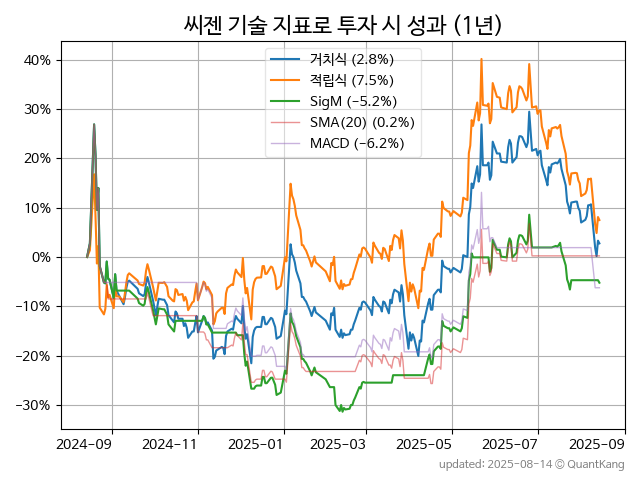 씨젠 기술 지표로 투자 시 성과 (1년)
거치식 (2.8%)
적립식 (7.5%)
SigM (−5.2%)
SMA(20) (0.2%)
MACD (−6.2%)
40%
30%
20%
10%
0%
−10%
−20%
−30%
2024−09
2024−11
2025−01
2025−03
2025−05
2025−07
2025−09
updated: 2025-08-14 © QuantKang